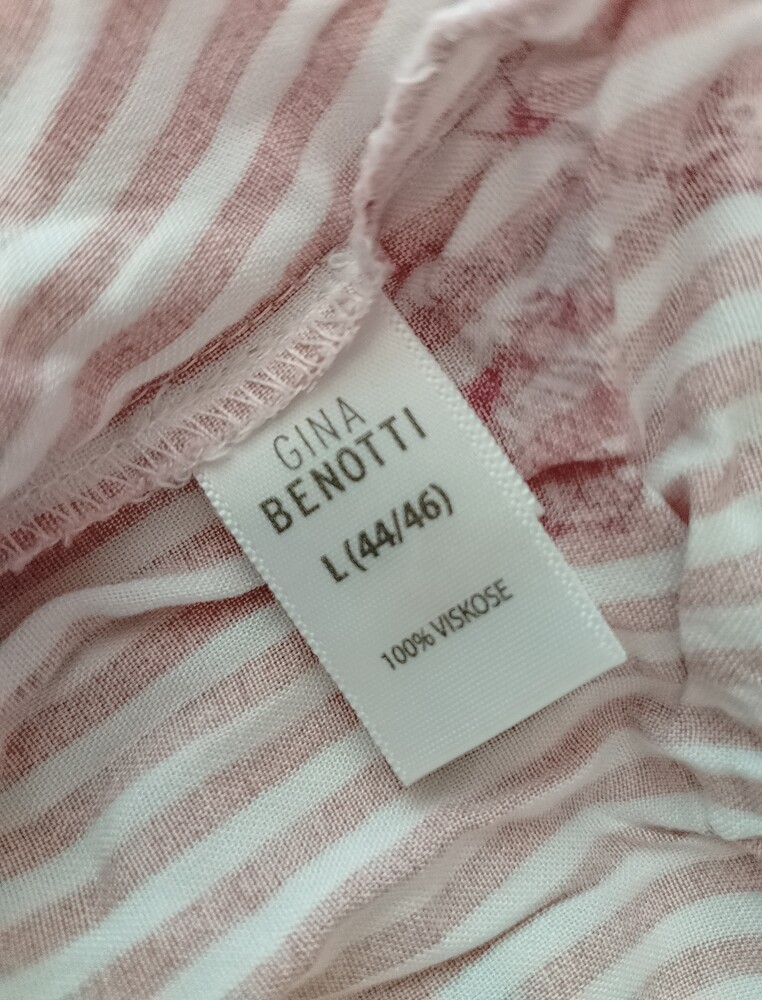 GINA
BENOTTI
L (44/46)
100% VISKOSE